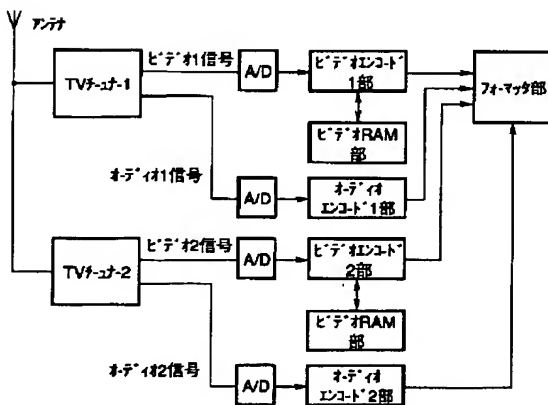 アンテナ
TVチューナー1
ビデオ1信号
A/D
ビデオエンコード
1部
フォーマッタ部
ビデオRAM
部
オーディオ1信号
A/D
オーディオ
エンコード1部
TVチューナー2
ビデオ2信号
A/D
ビデオエンコード
2部
ビデオRAM
部
オーディオ2信号
A/D
オーディオ
エンコード2部